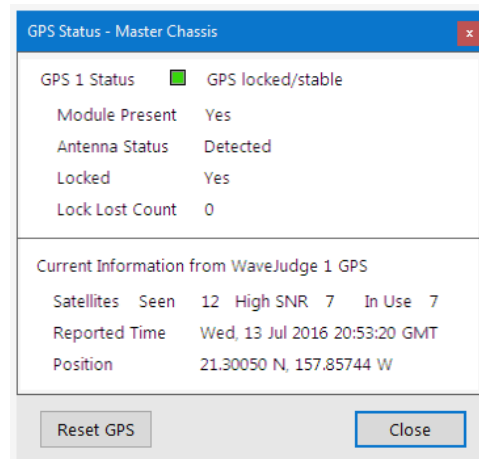 GPS Status - Master Chassis x
GPS 1 Status GPS locked/stable
Module Present Yes
Antenna Status Detected
Locked Yes
Lock Lost Count 0
Current Information from WaveJudge 1 GPS
Satellites Seen 12 High SNR 7 In Use 7
Reported Time Wed, 13 Jul 2016 20:53:20 GMT
Position 21.30050 N, 157.85744 W
Reset GPS Close